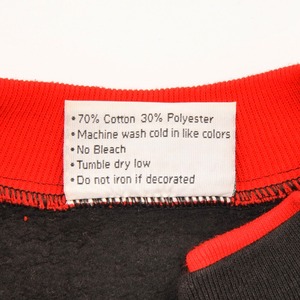 • 70% Cotton 30% Polyester
• Machine wash cold in like colors
• No Bleach
• Tumble dry low
• Do not iron if decorated